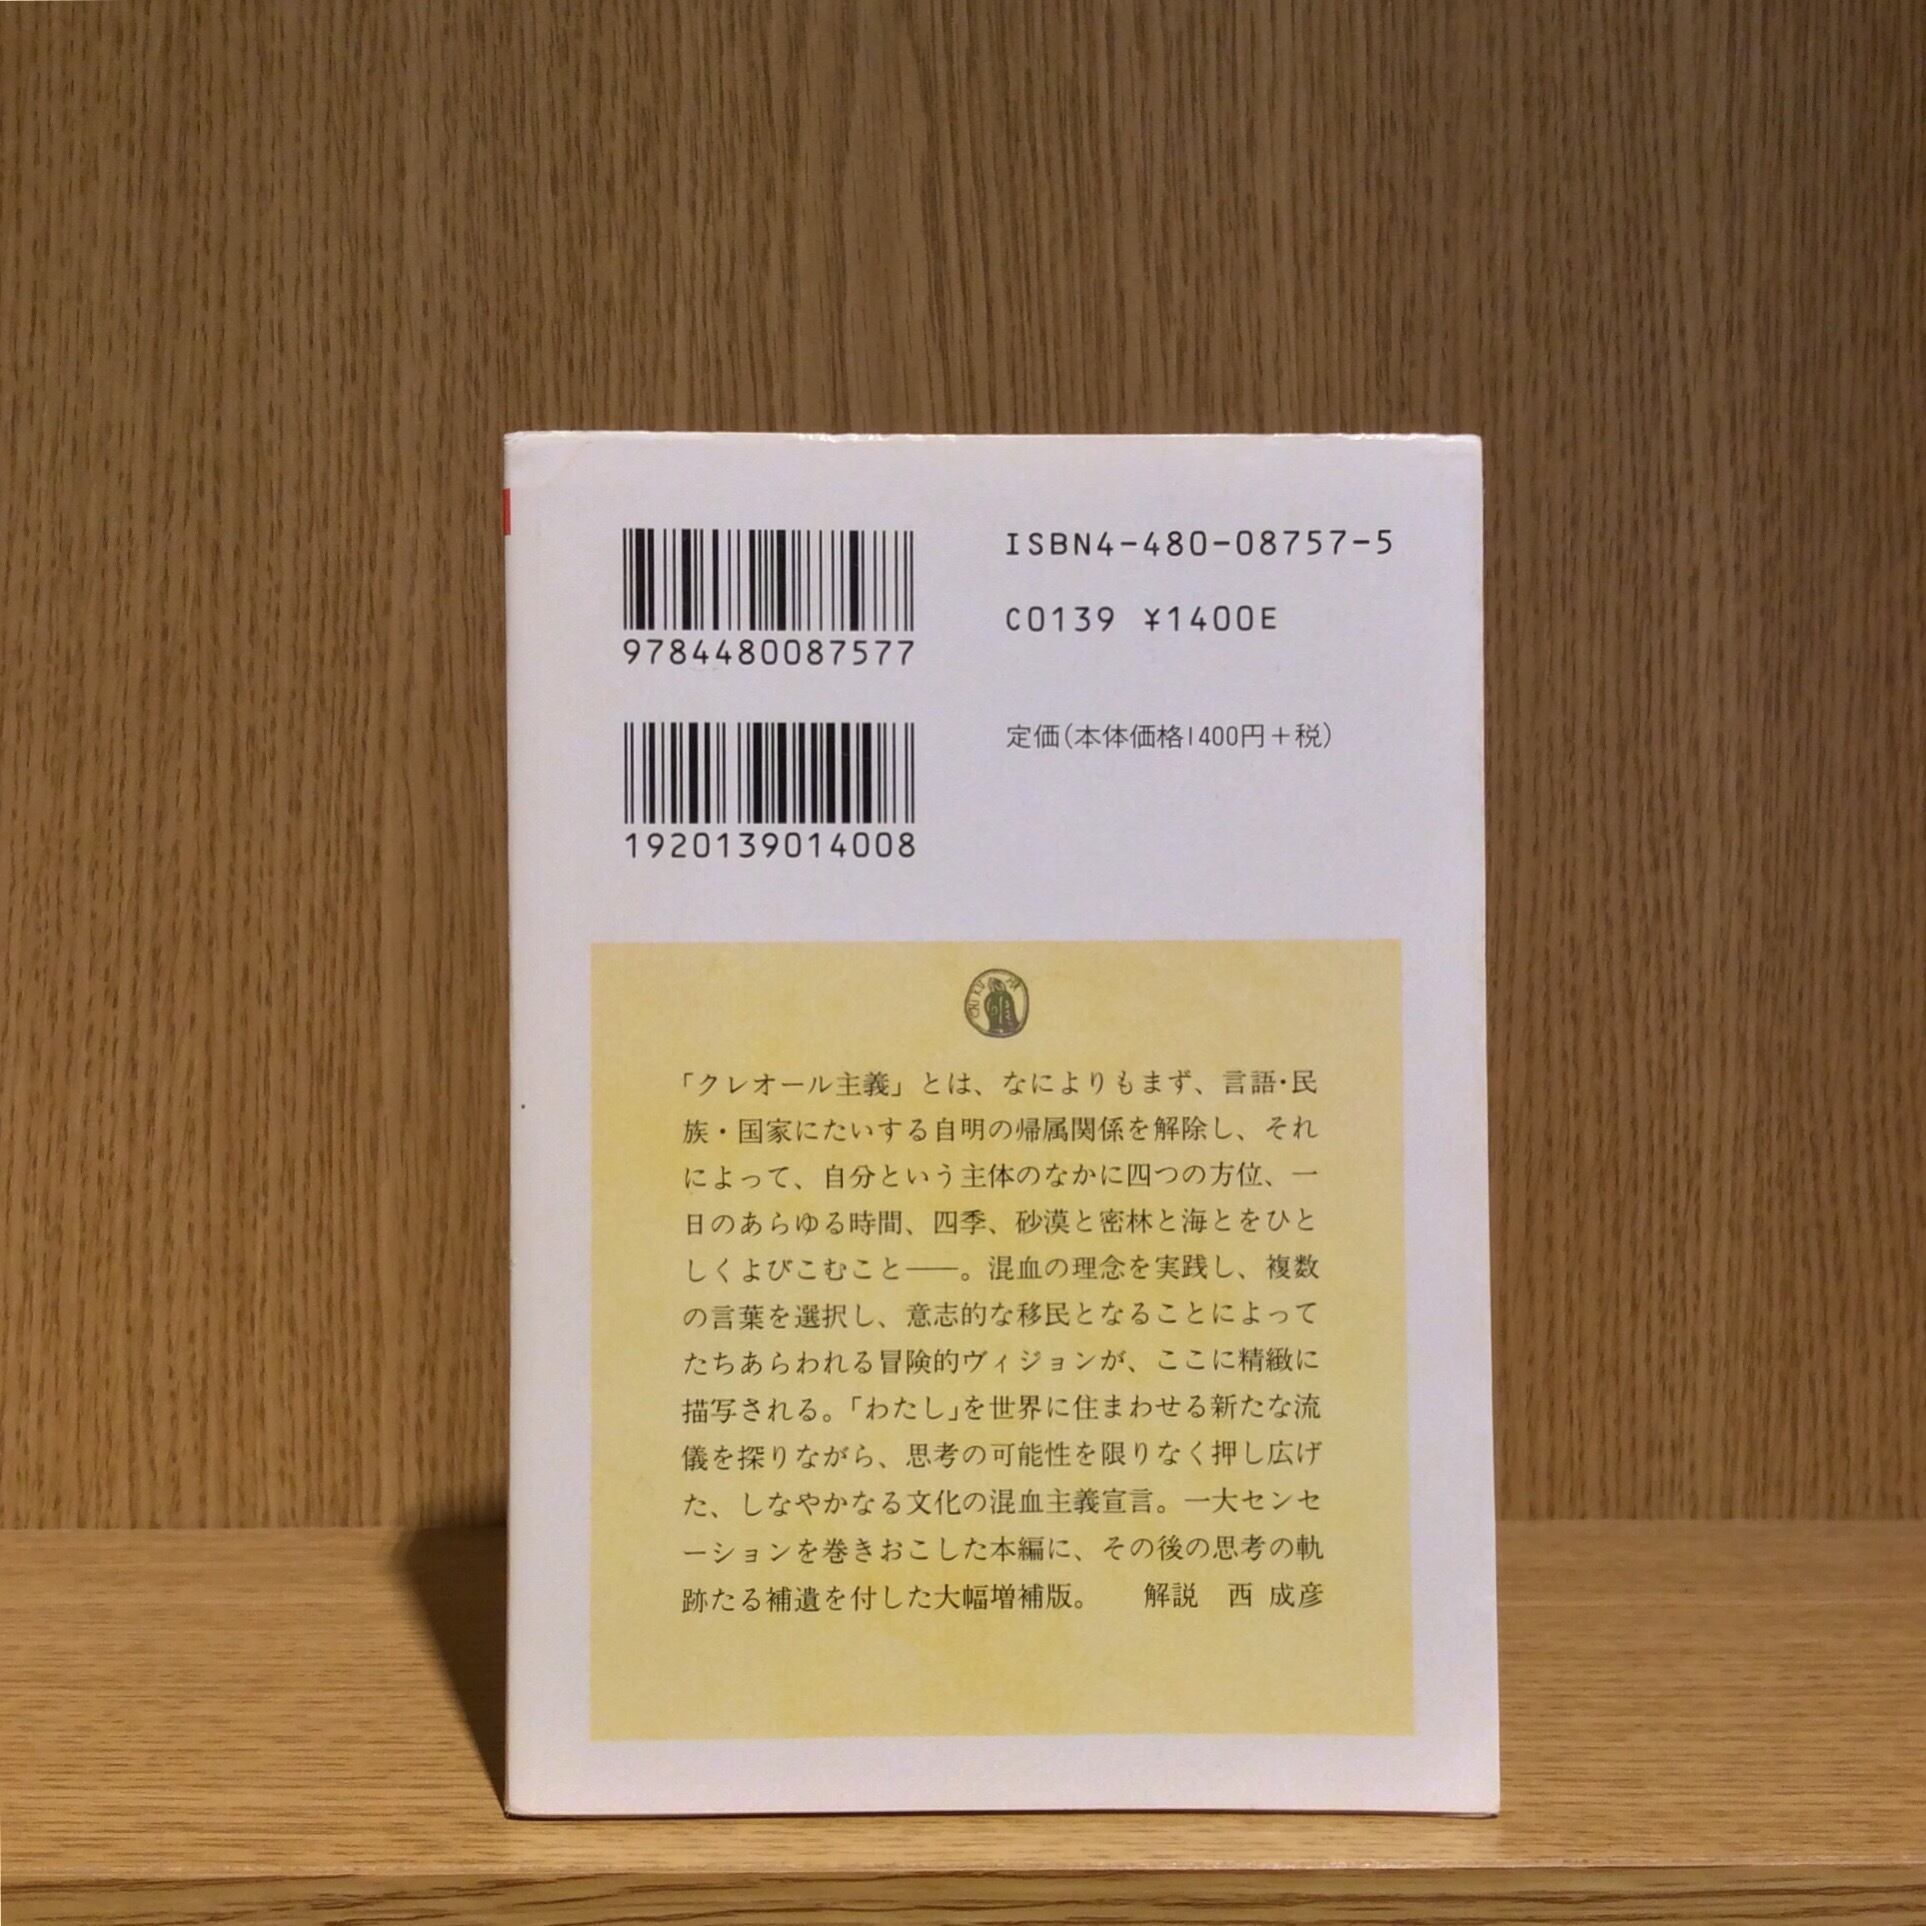 9784480087577
1920139014008
ISBN4-480-08757-5
C0139 ¥1400E
定価(本体価格1400円+税)
「クレオール主義」とは、なによりもまず、言語・民
族・国家にたいする自明の帰属関係を解除し、それ
によって、自分という主体のなかに四つの方位、一
日のあらゆる時間、四季、砂漠と密林と海とをひと
しくよびこむこと――。混血の理念を実践し、複数
の言葉を選択し、意志的な移民となることによって
たちあらわれる冒険的ヴィジョンが、ここに精緻に
描写される。「わたし」を世界に住まわせる新たな流
儀を探りながら、思考の可能性を限りなく押し広げ
た、しなやかなる文化の混血主義宣言。一大センセ
ーションを巻きおこした本編に、その後の思考の軌
跡たる補遺を付した大幅増補版。 解説 西 成彦